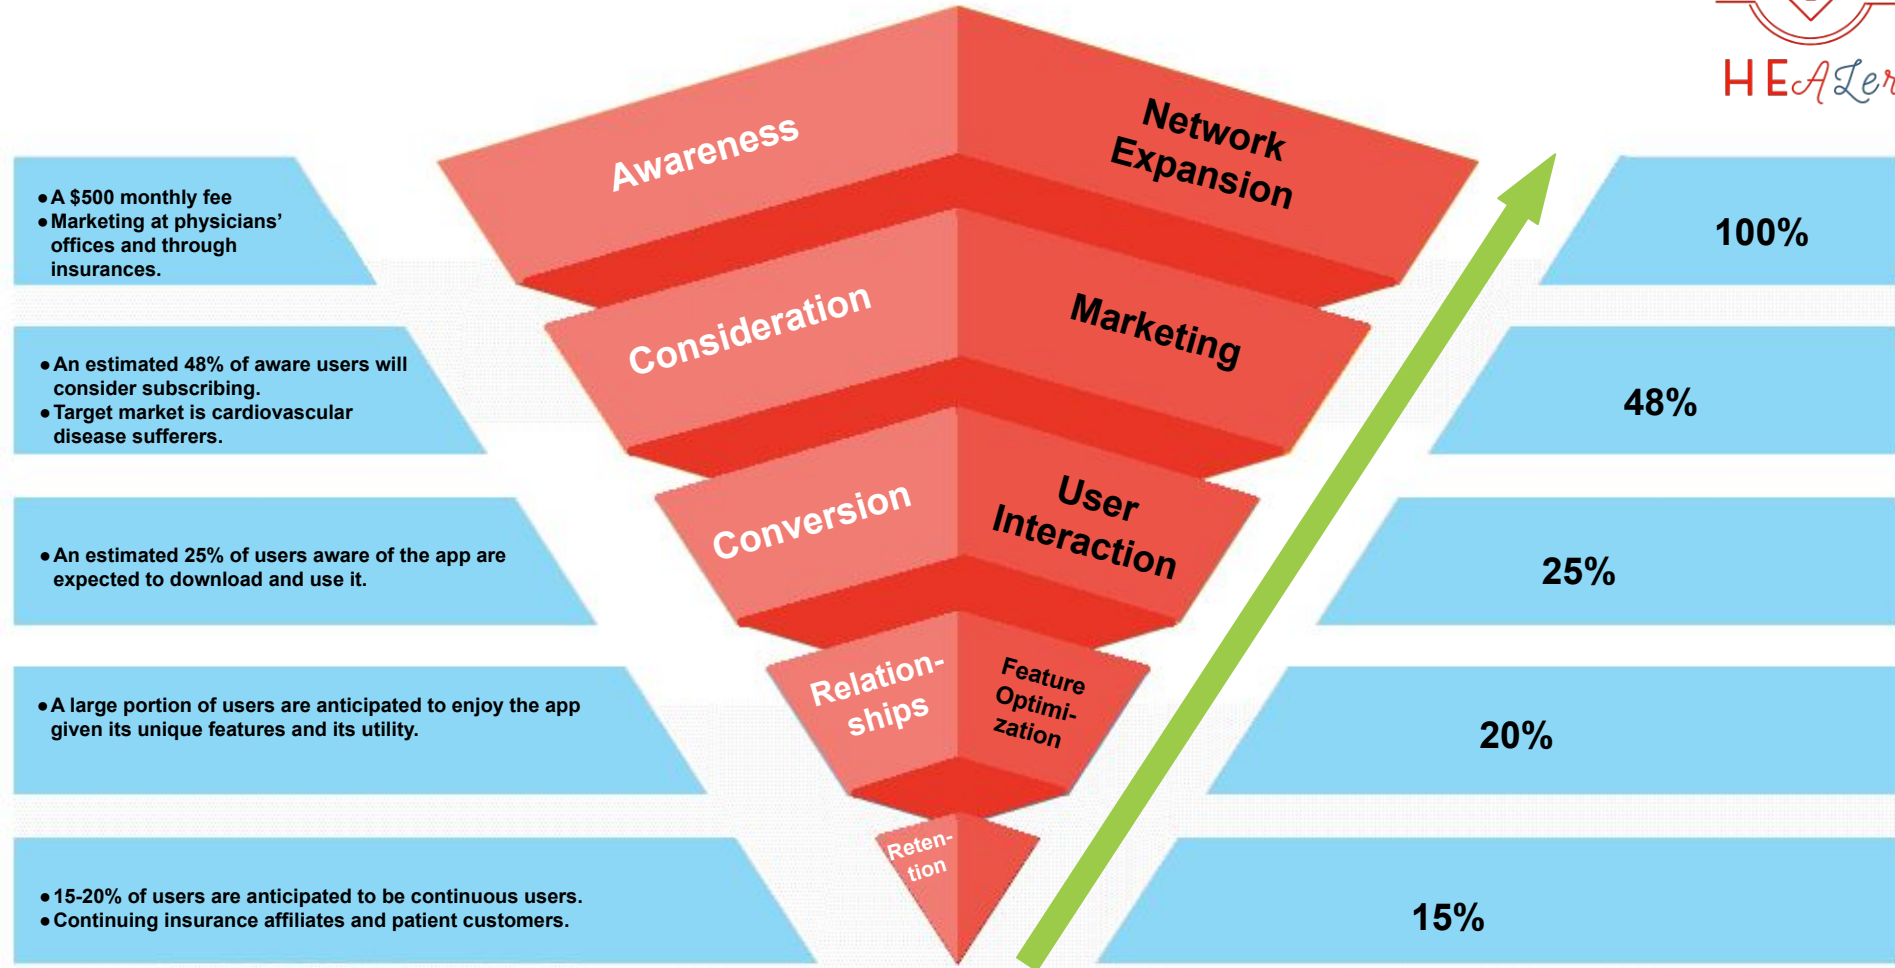 HEALer
Awareness
Network
Expansion
● A $500 monthly fee
● Marketing at physicians’
offices and through
insurances.
100%
Consideration
Marketing
● An estimated 48% of aware users will
consider subscribing.
● Target market is cardiovascular
disease sufferers.
48%
Conversion
User
Interaction
● An estimated 25% of users aware of the app are
expected to download and use it.
25%
Relation-
ships
Feature
Optimi-
zation
● A large portion of users are anticipated to enjoy the app
given its unique features and its utility.
20%
Reten-
tion
● 15-20% of users are anticipated to be continuous users.
● Continuing insurance affiliates and patient customers.
15%